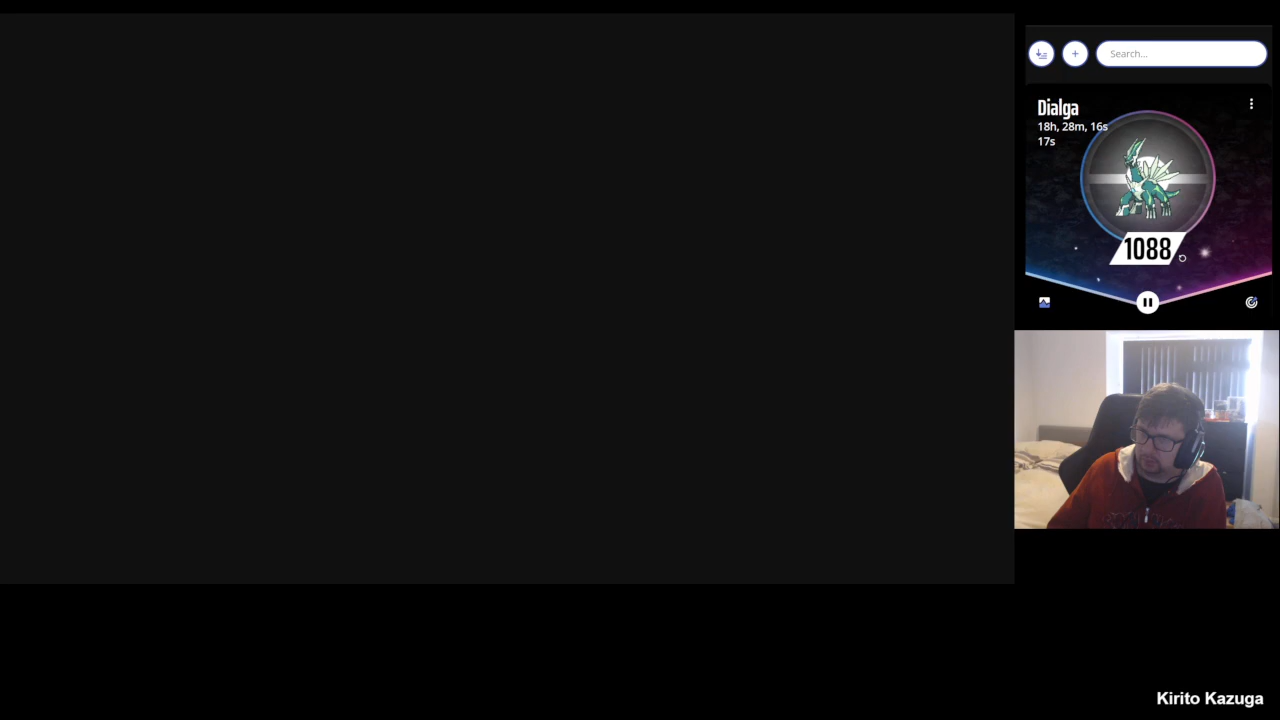 Search...
Dialga
18h, 28m, 16s
17s
1088
Kirito Kazuga